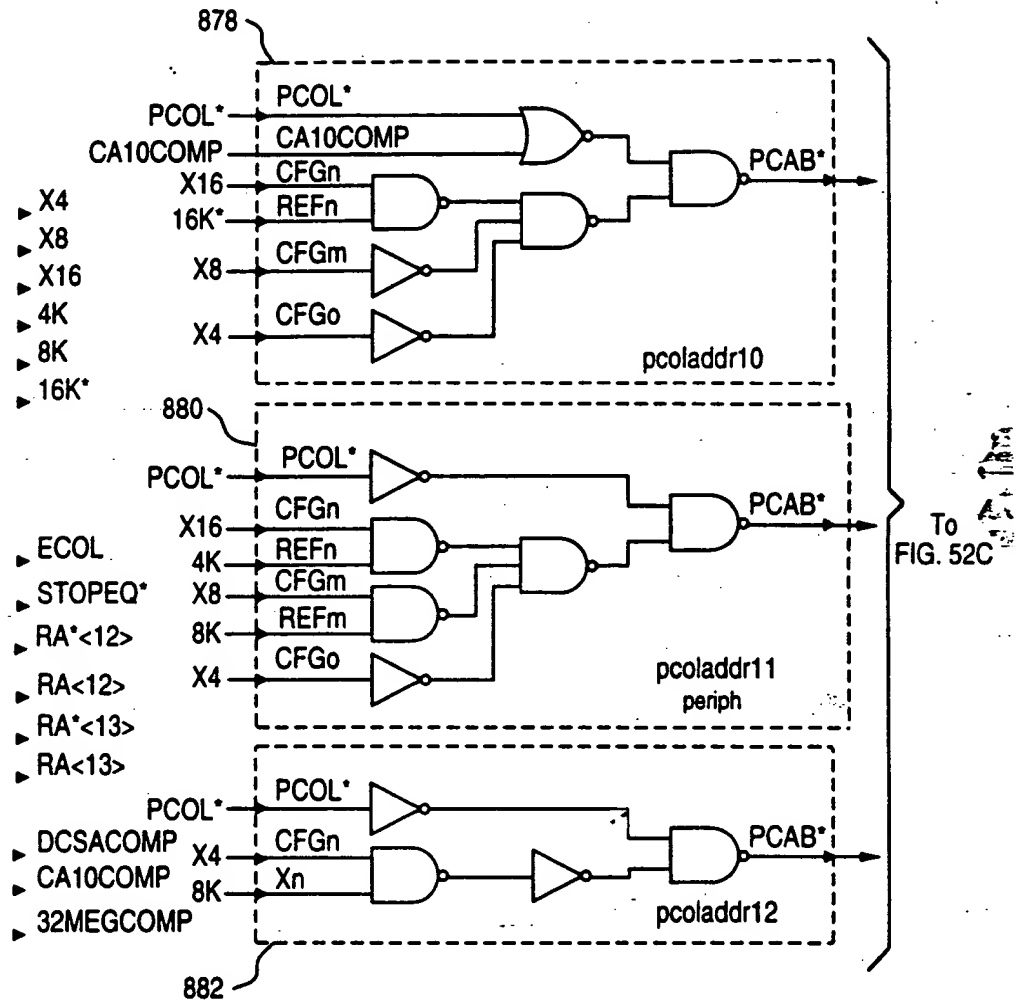 878
PCOL*
PCOL*
CA10COMP
CA10COMP
X16
CFGn
16K*
REFn
X8
CFGm
X4
CFGo
PCAB*
pcoladdr10
X4
X8
X16
4K
8K
16K*
880
PCOL*
PCOL*
X16
CFGn
4K
REFn
X8
CFGm
8K
REFm
X4
CFGo
PCAB*
pcoladdr11
periph
To
FIG. 52C
ECOL
STOPEQ*
RA*<12>
RA<12>
RA*<13>
RA<13>
PCOL*
PCOL*
X4
CFGn
8K
Xn
PCAB*
pcoladdr12
DCSACOMP
CA10COMP
32MEGCOMP
882